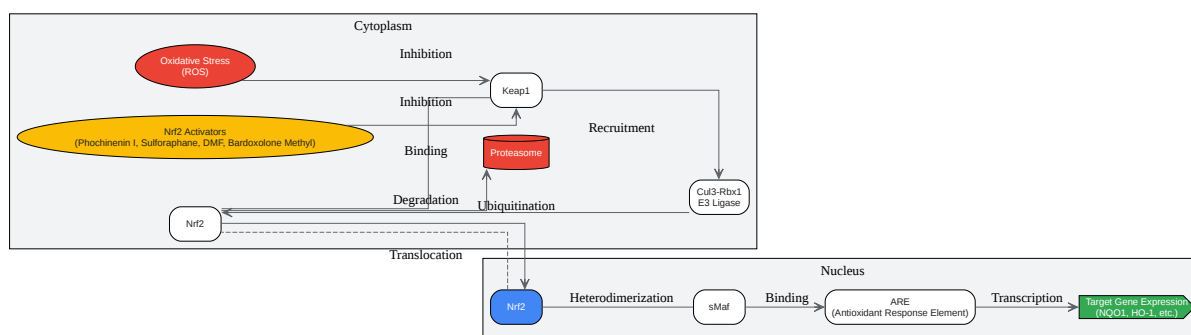 Cytoplasm
Oxidative Stress
(ROS)
Inhibition
Keap1
Inhibition
Nrf2 Activators
(Phochinenin I, Sulforaphane, DMF, Bardoxolone Methyl)
Recruitment
Binding
Proteasome
Cul3-Rbx1
E3 Ligase
Degradation
Ubiquitination
Nrf2
Translocation
Nucleus
Nrf2
Heterodimerization
sMaf
Binding
ARE
(Antioxidant Response Element)
Transcription
Target Gene Expression
(NQO1, HO-1, etc.)